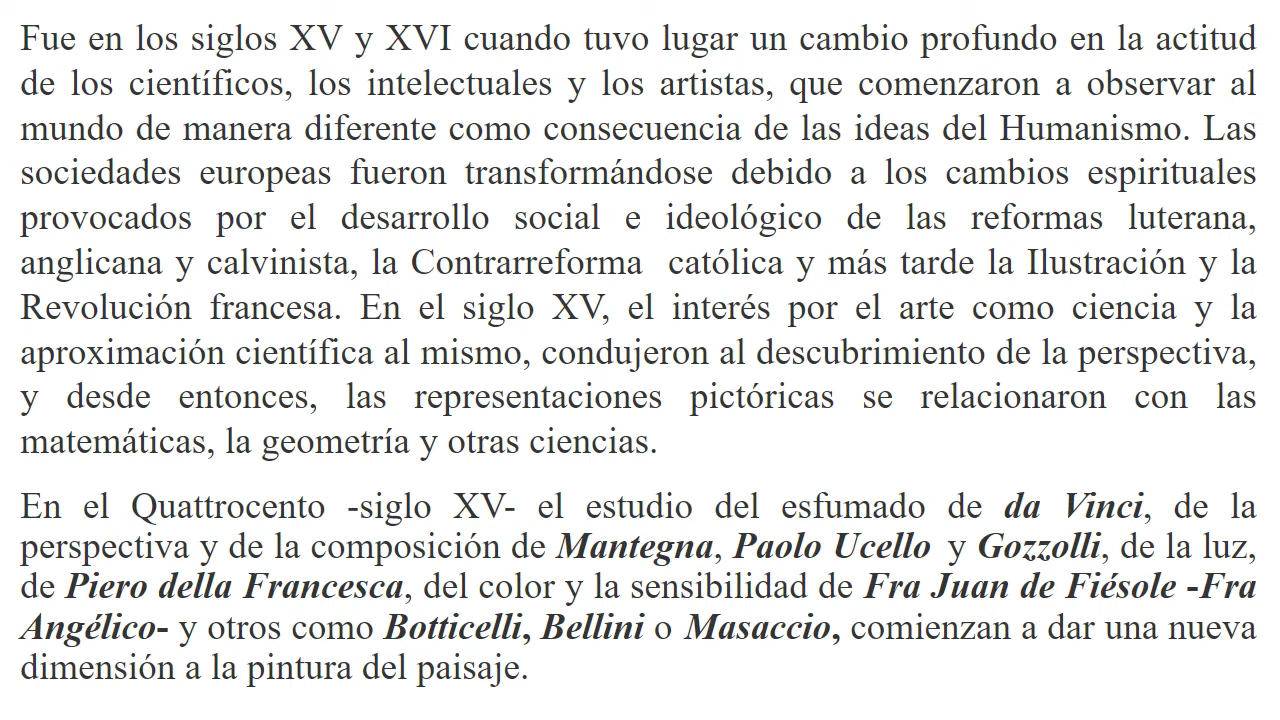 Fue en los siglos XV y XVI cuando tuvo lugar un cambio profundo en la actitud
de los científicos, los intelectuales y los artistas, que comenzaron a observar al
mundo de manera diferente como consecuencia de las ideas del Humanismo. Las
sociedades europeas fueron transformándose debido a los cambios espirituales
provocados por el desarrollo social e ideológico de las reformas luterana,
anglicana y calvinista, la Contrarreforma católica y más tarde la Ilustración y la
Revolución francesa. En el siglo XV, el interés por el arte como ciencia y la
aproximación científica al mismo, condujeron al descubrimiento de la perspectiva,
y desde entonces, las representaciones pictóricas se relacionaron con las
matemáticas, la geometría y otras ciencias.
En el Quattrocento -siglo XV- el estudio del esfumado de da Vinci, de la
perspectiva y de la composición de Mantegna, Paolo Ucello y Gozzolli, de la luz,
de Piero della Francesca, del color y la sensibilidad de Fra Juan de Fiésole -Fra
Angélico- y otros como Botticelli, Bellini o Masaccio, comienzan a dar una nueva
dimensión a la pintura del paisaje.